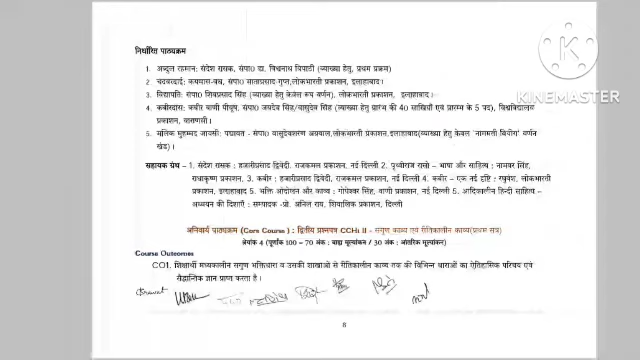 निर्धारित पाठ्यक्रम
1. अब्दुल रहमान: संदेश रासक, संपा0 डा. विश्वनाथ त्रिपाठी (व्याख्या हेतु, प्रथम प्रक्रम)
2. चंदवरदाई: कयमास-वध, संपा0 माताप्रसाद-गुप्त, लोकभारती प्रकाशन, इलाहाबाद।
3. विद्यापति: संपा0 शिवप्रसाद सिंह (व्याख्या हेतु केवल रूप वर्णन), लोकभारती प्रकाशन, इलाहाबाद।
4. कबीरदास: कबीर वाणी पीयूष, संपा0 जयदेव सिंह/वासुदेव सिंह (व्याख्या हेतु प्रारंभ की 40 साखियाँ एवं प्रारम्भ के 5 पद), विश्वविद्यालय
प्रकाशन, वाराणसी।
5. मलिक मुहम्मद जायसी: पद्मावत - संपा0 वासुदेवशरण अग्रवाल, लोकभारती प्रकाशन, इलाहाबाद (व्याख्या हेतु केवल 'नागमती वियोग' वर्णन
खंड)।
सहायक ग्रंथ - 1. संदेश रासक : हजारीप्रसाद द्विवेदी, राजकमल प्रकाशन, नई दिल्ली 2. पृथ्वीराज रासो - भाषा और साहित्य : नामवर सिंह,
राधाकृष्ण प्रकाशन, 3. कबीर : हजारीप्रसाद द्विवेदी, राजकमल प्रकाशन, नई दिल्ली 4. कबीर - एक नई दृष्टि : रघुवंश, लोकभारती
प्रकाशन, इलाहाबाद 5. भक्ति आंदोलन और काव्य : गोपेश्वर सिंह, वाणी प्रकाशन, नई दिल्ली 6. आदिकालीन हिन्दी साहित्य -
अध्ययन की दिशाएँ : सम्पादक -प्रो. अनिल राय, शिवालिक प्रकाशन, दिल्ली
अनिवार्य पाठ्यक्रम (Core Course) : द्वितीय प्रश्नपत्र CCHi II - सगुण काव्य एवं रीतिकालीन काव्य (प्रथम सत्र)
श्रेयांक 4 (पूर्णांक 100 = 70 अंक : बाह्य मूल्यांकन / 30 अंक : आंतरिक मूल्यांकन)
Course Outcomes
CO1. शिक्षार्थी मध्यकालीन सगुण भक्तिधारा व उसकी शाखाओं से रीतिकालीन काव्य तक की विभिन्न धाराओं का ऐतिहासिक परिचय एवं
सैद्धान्तिक ज्ञान प्राप्त करता है।
8
KINEMASTER